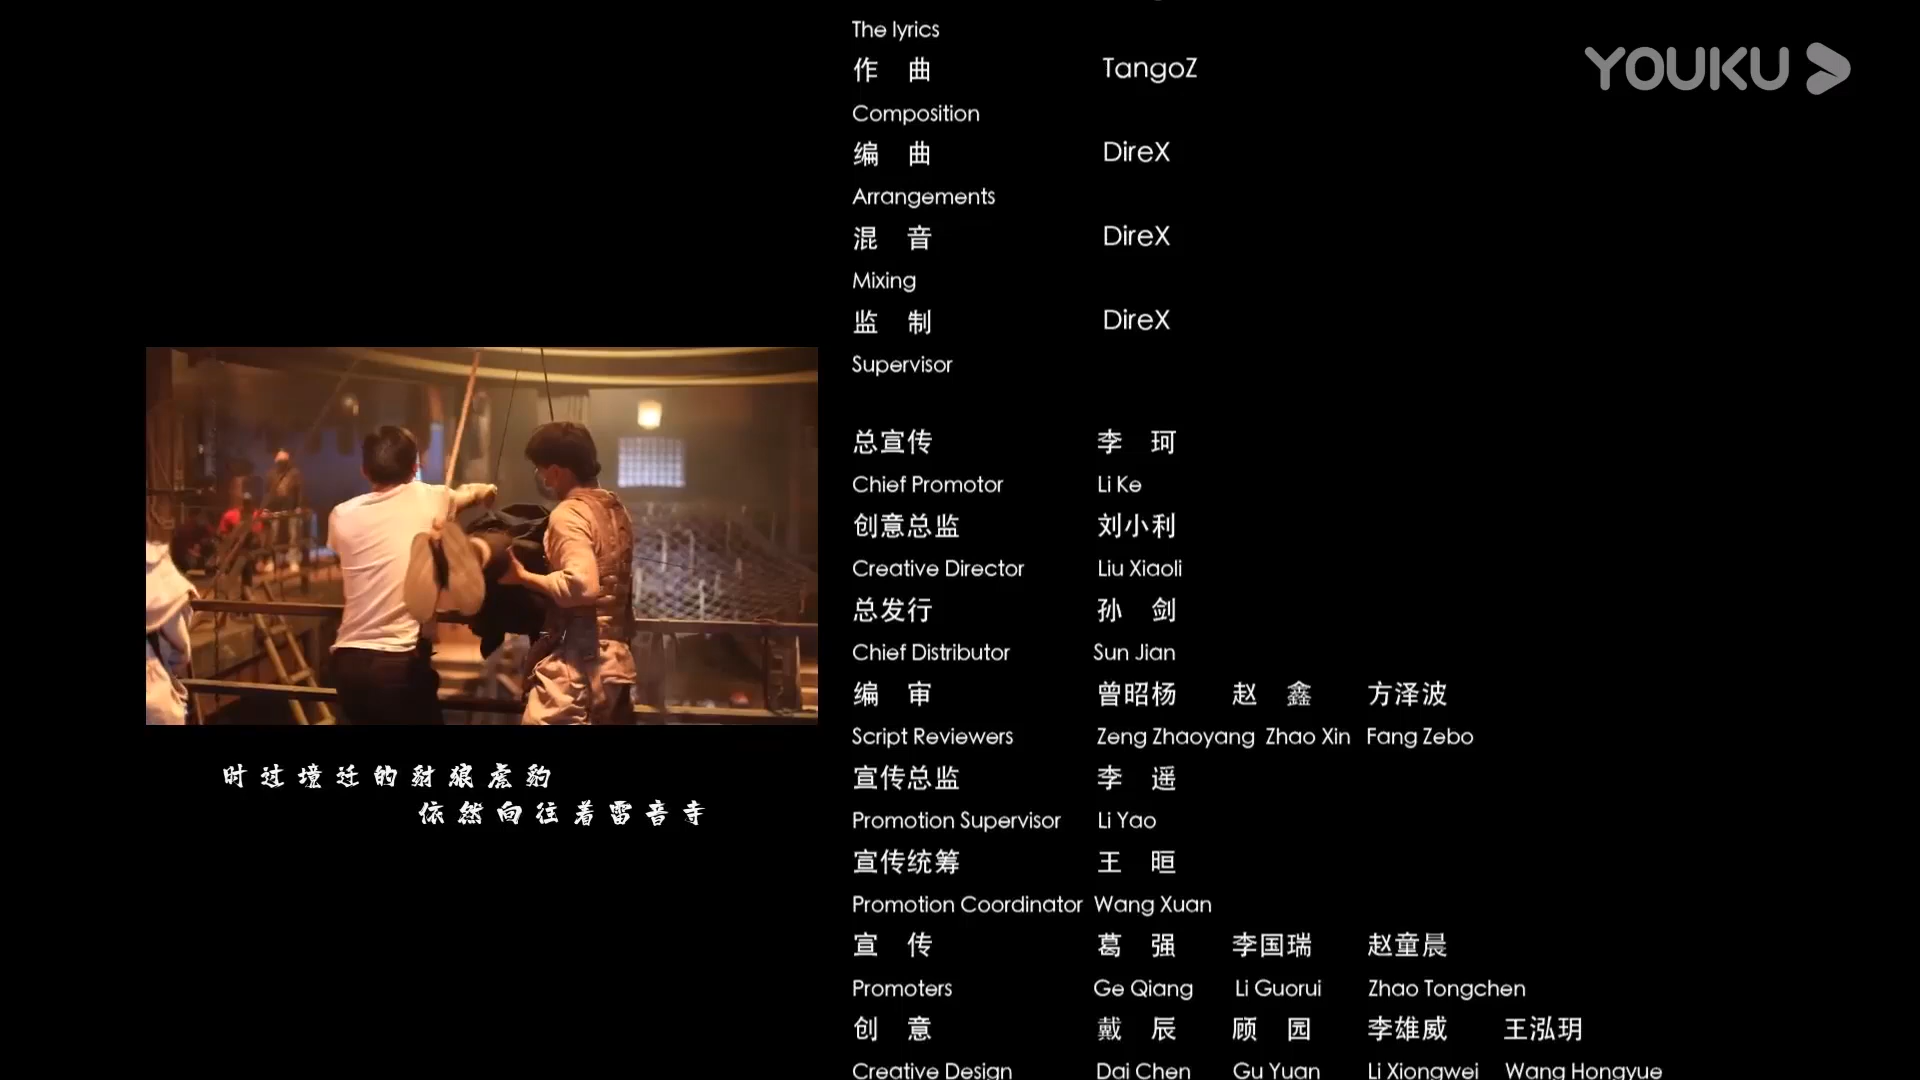 The lyrics
作 曲 TangoZ
Composition
编 曲 DireX
Arrangements
混 音 DireX
Mixing
监 制 DireX
Supervisor
总宣传 李 珂
Chief Promotor Li Ke
创意总监 刘小利
Creative Director Liu Xiaoli
总发行 孙 剑
Chief Distributor Sun Jian
编 审 曾昭杨 赵 鑫 方泽波
Script Reviewers Zeng Zhaoyang Zhao Xin Fang Zebo
宣传总监 李 遥
Promotion Supervisor Li Yao
宣传统筹 王 晅
Promotion Coordinator Wang Xuan
宣 传 葛 强 李国瑞 赵童晨
Promoters Ge Qiang Li Guorui Zhao Tongchen
创 意 戴 辰 顾 园 李雄威 王泓玥
Creative Design Dai Chen Gu Yuan Li Xiongwei Wang Hongyue
时过境迁的豺狼虎豹
依然向往着雷音寺
YOUKU